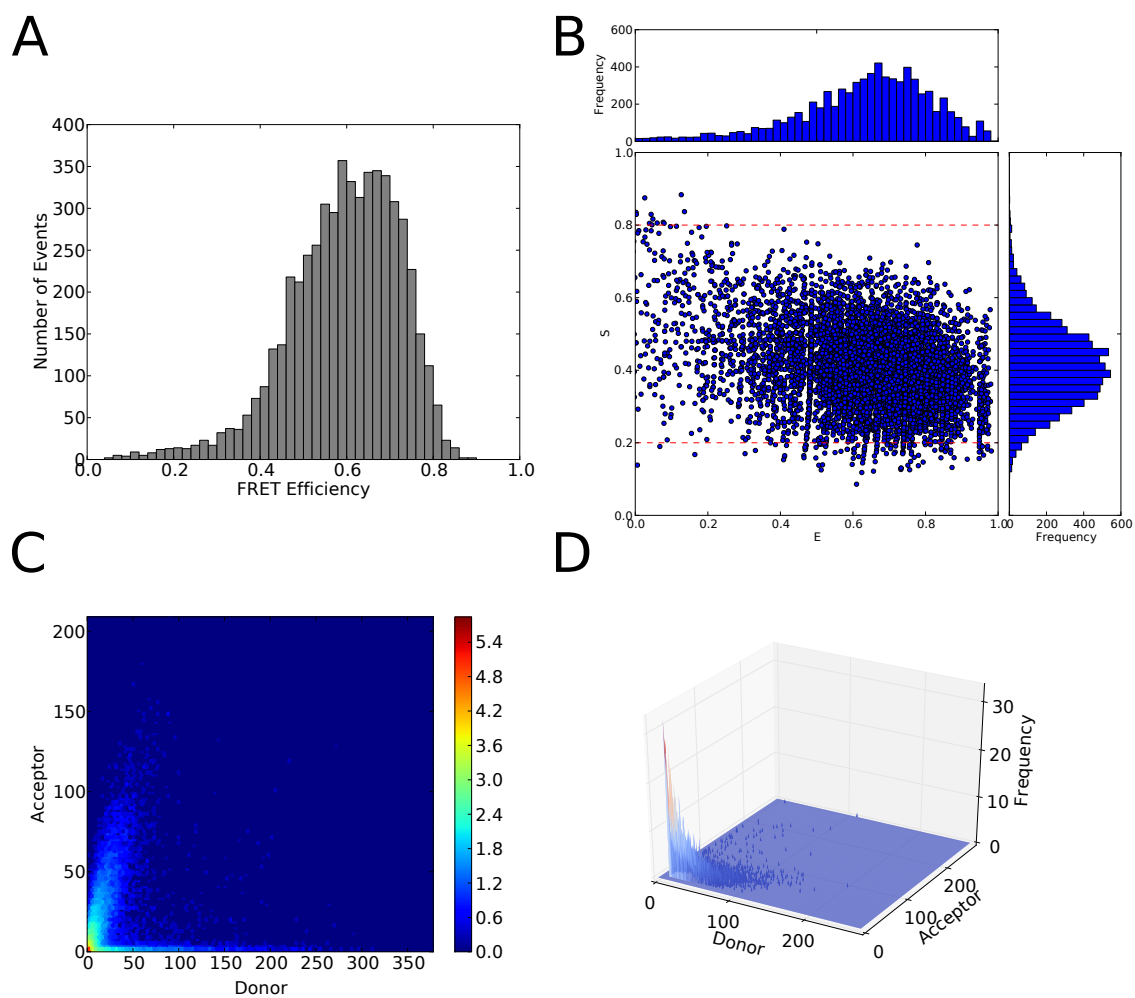 A
Number of Events
400
350
300
250
200
150
100
50
0
0.0 0.2 0.4 0.6 0.8 1.0
FRET Efficiency
B
Frequency
600
400
200
0
S
1.0
0.8
0.6
0.4
0.2
0.0
0.0 0.2 0.4 0.6 0.8 1.0
E
0 200 400 600
Frequency
C
Acceptor
200
150
100
50
0
0 50 100 150 200 250 300 350
Donor
5.4
4.8
4.2
3.6
3.0
2.4
1.8
1.2
0.6
0.0
D
30
20
10
0
Frequency
0 100 200
Donor
0 100 200
Acceptor